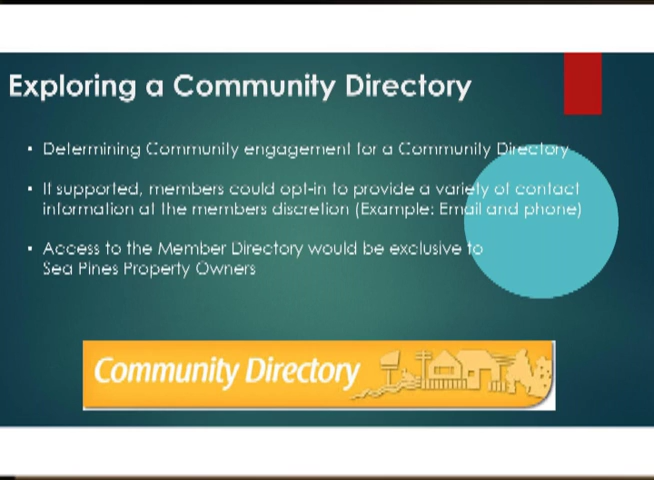 Exploring a Community Directory
▪ Determining Community engagement for a Community Directory
▪ If supported, members could opt-in to provide a variety of contact
information at the members discretion (Example: Email and phone)
▪ Access to the Member Directory would be exclusive to
Sea Pines Property Owners
Community Directory